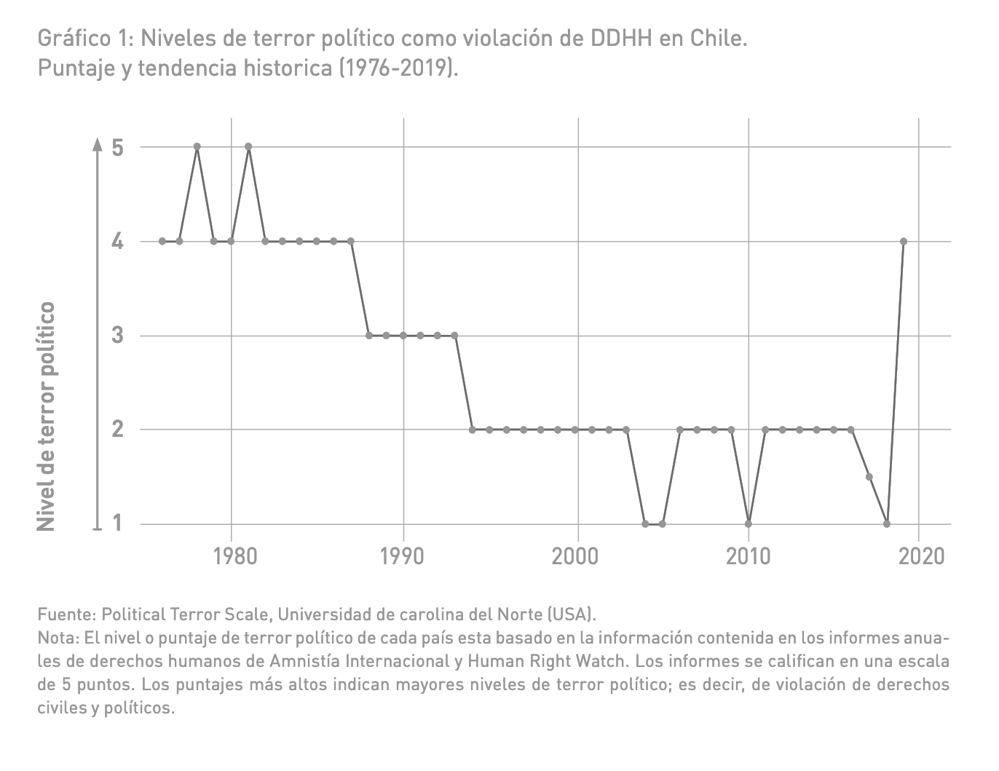 Gráfico 1: Niveles de terror político como violación de DDHH en Chile.
Puntaje y tendencia historica (1976-2019).
Nivel de terror político
5
4
3
2
1
1980
1990
2000
2010
2020
Fuente: Political Terror Scale, Universidad de carolina del Norte (USA).
Nota: El nivel o puntaje de terror político de cada país esta basado en la información contenida en los informes anua-
les de derechos humanos de Amnistía Internacional y Human Right Watch. Los informes se califican en una escala
de 5 puntos. Los puntajes más altos indican mayores niveles de terror político; es decir, de violación de derechos
civiles y políticos.